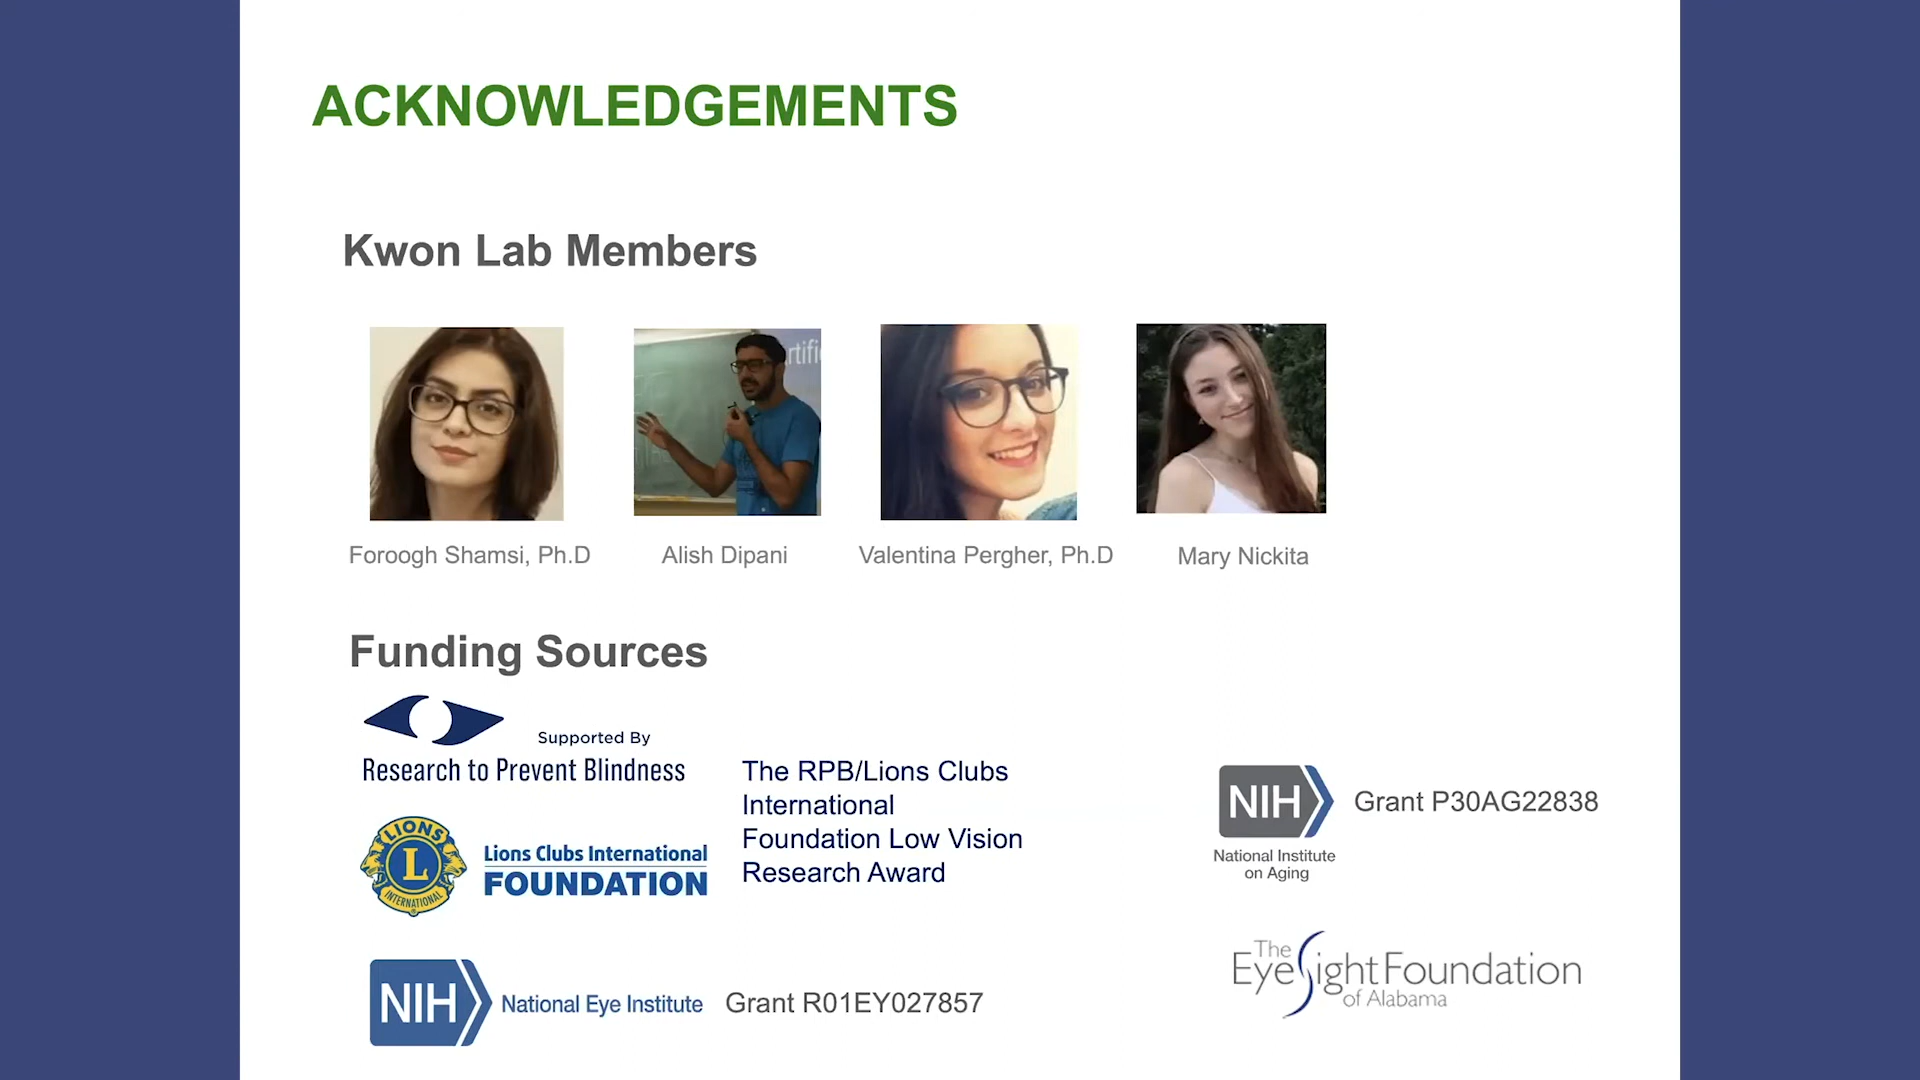 ACKNOWLEDGEMENTS
Kwon Lab Members
rtifi
Foroogh Shamsi, Ph.D
Alish Dipani
Valentina Pergher, Ph.D
Mary Nickita
Funding Sources
Supported By
Research to Prevent Blindness
The RPB/Lions Clubs
International
Foundation Low Vision
Research Award
LIONS
L
INTERNATIONAL
Lions Clubs International
FOUNDATION
NIH
National Institute
on Aging
Grant P30AG22838
NIH National Eye Institute
Grant R01EY027857
The
EyeSight Foundation
of Alabama